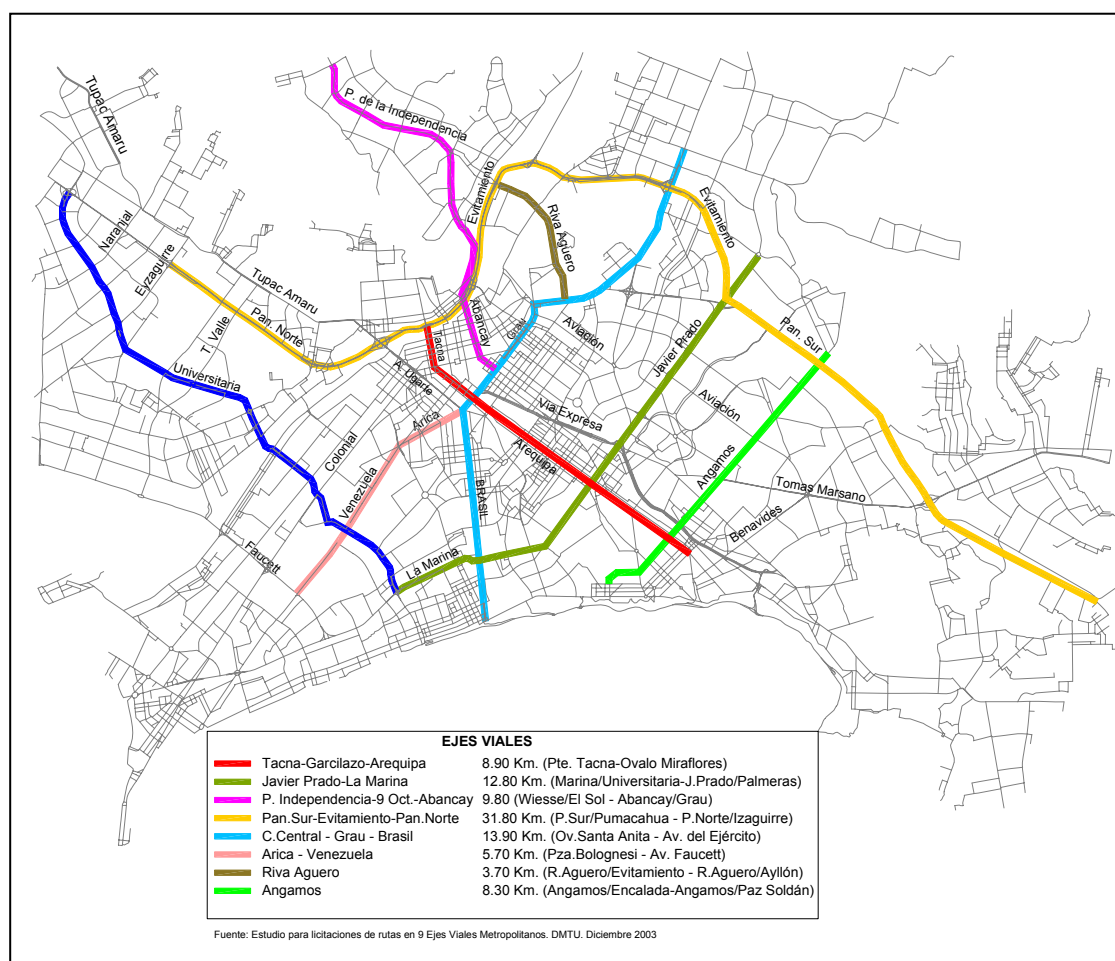 Tupac Amaru
P. de la Independencia
Evitamiento
Riva Agüero
Evitamiento
Naranjal
Eyzaguirre
Tupac Amaru
T. Valle
Pan. Norte
Abancay
Grau
Aviación
Tacna
Javier Prado
Pan. Sur
Universitaria
A. Ugarte
Via Expresa
Aviación
Arica
Colonial
Arequipa
Venezuela
BRASIL
Angamos
Tomas Marsano
Benavides
Faucett
La Marina
EJES VIALES
Tacna-Garcilazo-Arequipa 8.90 Km. (Pte. Tacna-Ovalo Miraflores)
Javier Prado-La Marina 12.80 Km. (Marina/Universitaria-J.Prado/Palmeras)
P. Independencia-9 Oct.-Abancay 9.80 (Wiesse/El Sol - Abancay/Grau)
Pan.Sur-Evitamiento-Pan.Norte 31.80 Km. (P.Sur/Pumacahua - P.Norte/Izaguirre)
C.Central - Grau - Brasil 13.90 Km. (Ov.Santa Anita - Av. del Ejército)
Arica - Venezuela 5.70 Km. (Pza.Bolognesi - Av. Faucett)
Riva Aguero 3.70 Km. (R.Aguero/Evitamiento - R.Aguero/Ayllón)
Angamos 8.30 Km. (Angamos/Encalada-Angamos/Paz Soldán)
Fuente: Estudio para licitaciones de rutas en 9 Ejes Viales Metropolitanos. DMTU. Diciembre 2003